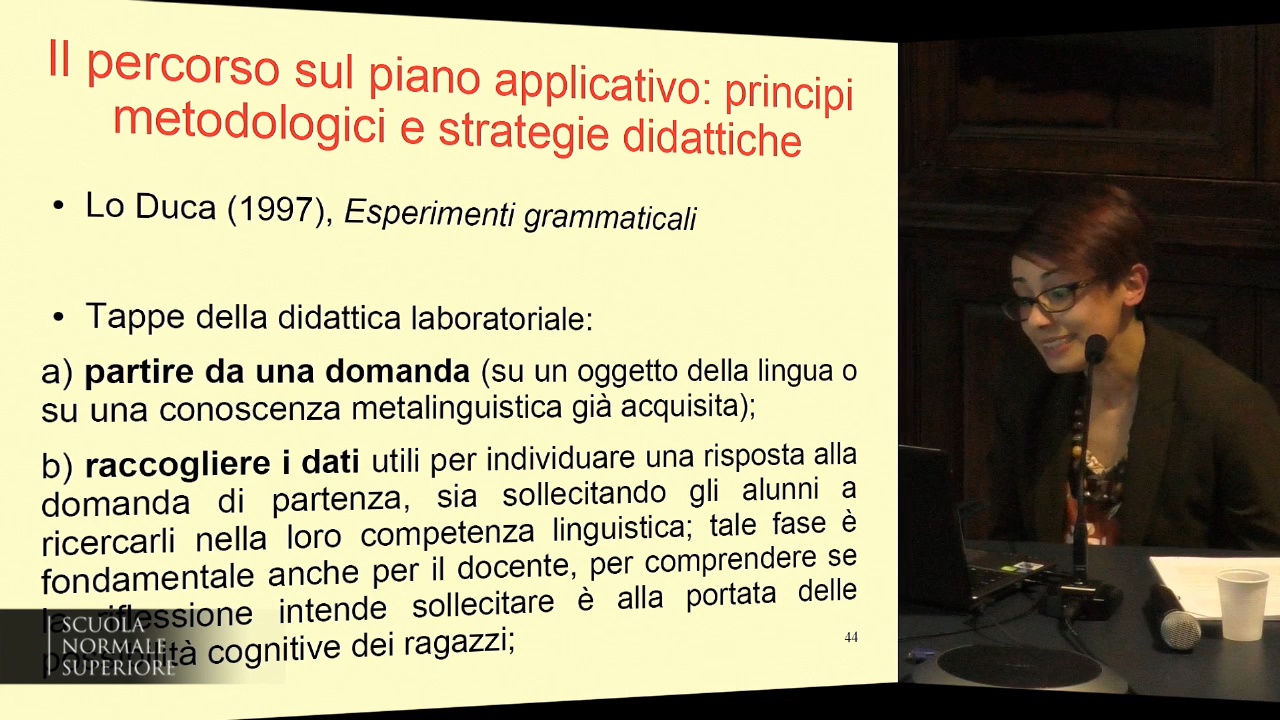 Il percorso sul piano applicativo: principi
metodologici e strategie didattiche
• Lo Duca (1997), Esperimenti grammaticali
• Tappe della didattica laboratoriale:
a) partire da una domanda (su un oggetto della lingua o
su una conoscenza metalinguistica già acquisita);
b) raccogliere i dati utili per individuare una risposta alla
domanda di partenza, sia sollecitando gli alunni a
ricercarli nella loro competenza linguistica; tale fase è
fondamentale anche per il docente, per comprendere se
la riflessione intende sollecitare è alla portata delle
possibilità cognitive dei ragazzi;
44
SCUOLA
NORMALE
SUPERIORE